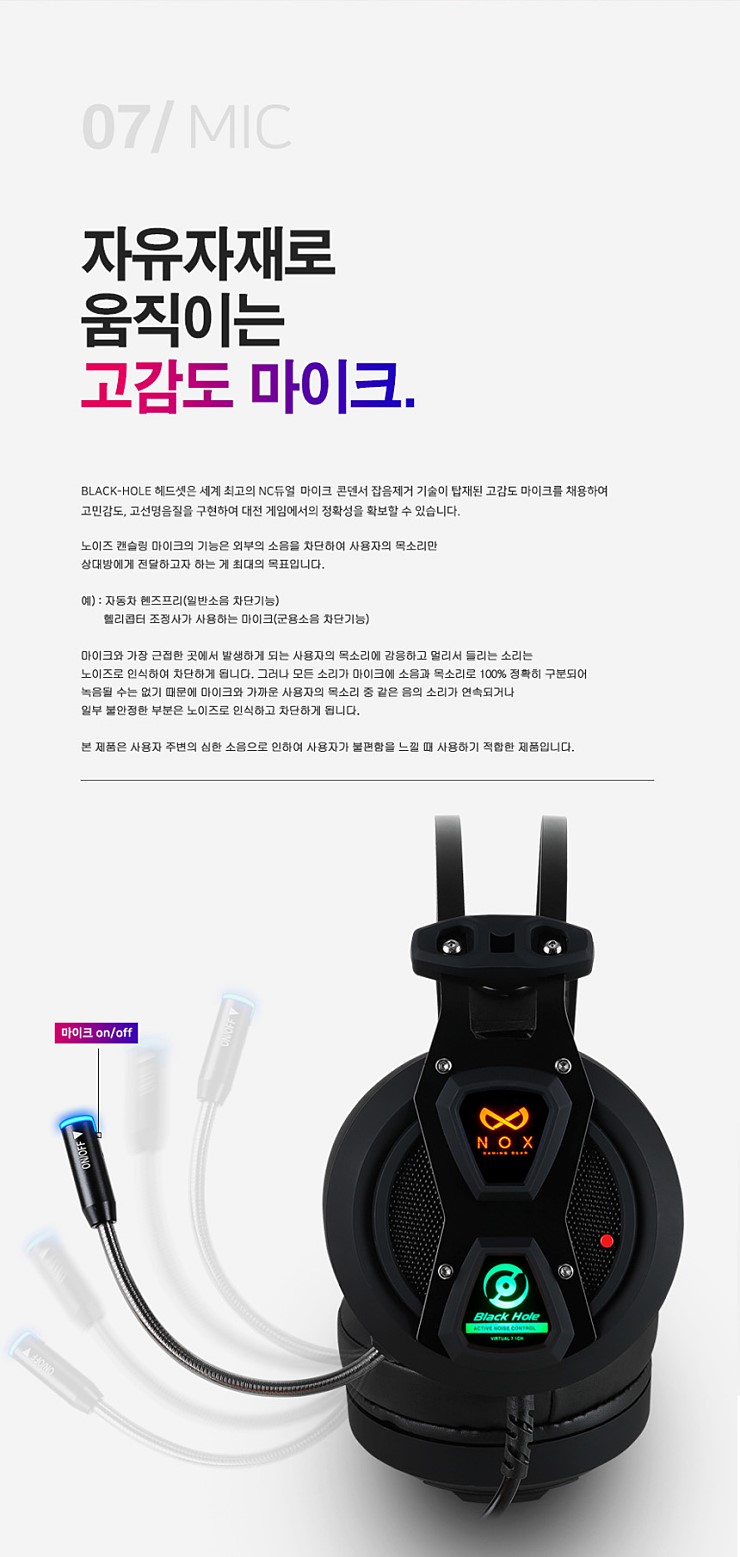 07/ MIC
자유자재로
움직이는
고감도 마이크.
BLACK-HOLE 헤드셋은 세계 최고의 NC듀얼 마이크 콘덴서 잡음제거 기술이 탑재된 고감도 마이크를 채용하여
고민감도, 고선명음질을 구현하여 대전 게임에서의 정확성을 확보할 수 있습니다.
노이즈 캔슬링 마이크의 기능은 외부의 소음을 차단하여 사용자의 목소리만
상대방에게 전달하고자 하는 게 최대의 목표입니다.
예) : 자동차 헨즈프리(일반소음 차단기능)
헬리콥터 조정사가 사용하는 마이크(군용소음 차단기능)
마이크와 가장 근접한 곳에서 발생하게 되는 사용자의 목소리에 감응하고 멀리서 들리는 소리는
노이즈로 인식하여 차단하게 됩니다. 그러나 모든 소리가 마이크에 소음과 목소리로 100% 정확히 구분되어
녹음될 수는 없기 때문에 마이크와 가까운 사용자의 목소리 중 같은 음의 소리가 연속되거나
일부 불안정한 부분은 노이즈로 인식하고 차단하게 됩니다.
본 제품은 사용자 주변의 심한 소음으로 인하여 사용자가 불편함을 느낄 때 사용하기 적합한 제품입니다.
마이크 on/off
ON/OFF ▲
ON/OFF ▲
ON/OFF ▲
NOX
GAMING GEAR
Black Hole
ACTIVE NOISE CONTROL
VIRTUAL 7.1CH